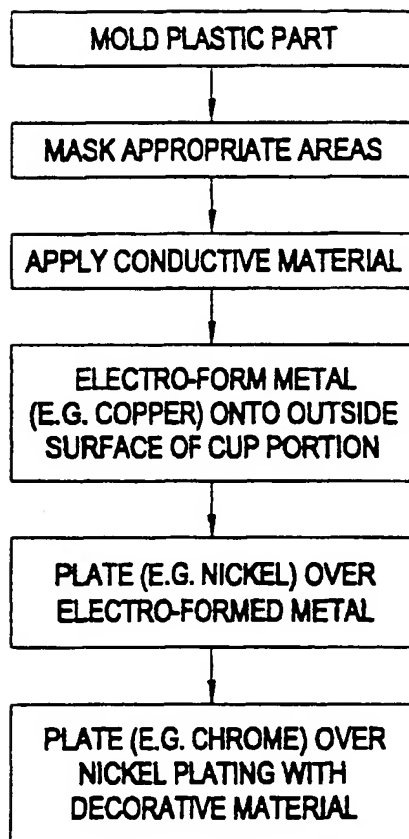 MOLD PLASTIC PART
MASK APPROPRIATE AREAS
APPLY CONDUCTIVE MATERIAL
ELECTRO-FORM METAL
(E.G. COPPER) ONTO OUTSIDE
SURFACE OF CUP PORTION
PLATE (E.G. NICKEL) OVER
ELECTRO-FORMED METAL
PLATE (E.G. CHROME) OVER
NICKEL PLATING WITH
DECORATIVE MATERIAL